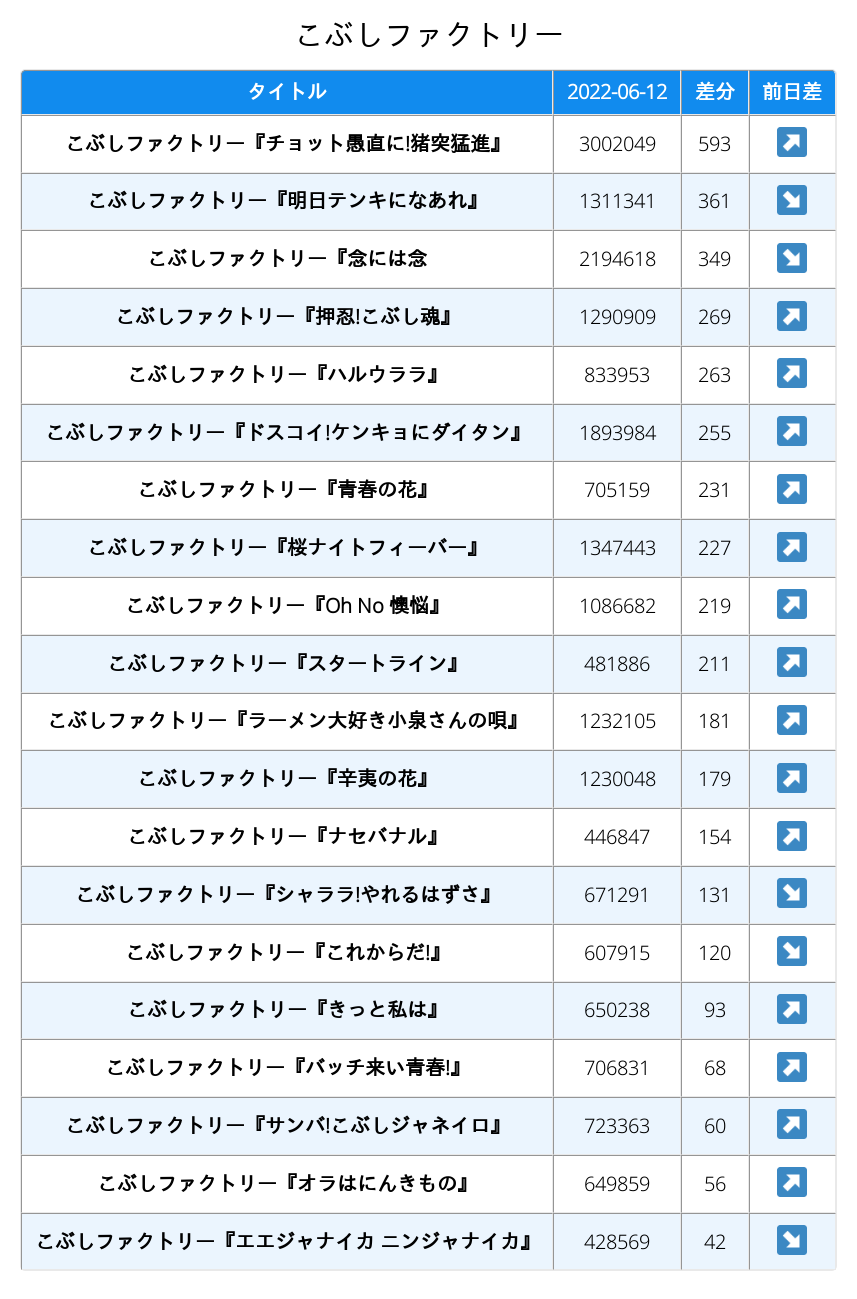 こぶしファクトリー
タイトル 2022-06-12 差分 前日差
こぶしファクトリー『チョット愚直に!猪突猛進』 3002049 593
こぶしファクトリー『明日テンキになあれ』 1311341 361
こぶしファクトリー『念には念 2194618 349
こぶしファクトリー『押忍!こぶし魂』 1290909 269
こぶしファクトリー『ハルウララ』 833953 263
こぶしファクトリー『ドスコイ!ケンキョにダイタン』 1893984 255
こぶしファクトリー『青春の花』 705159 231
こぶしファクトリー『桜ナイトフィーバー』 1347443 227
こぶしファクトリー『Oh No 懊悩』 1086682 219
こぶしファクトリー『スタートライン』 481886 211
こぶしファクトリー『ラーメン大好き小泉さんの唄』 1232105 181
こぶしファクトリー『辛夷の花』 1230048 179
こぶしファクトリー『ナセバナル』 446847 154
こぶしファクトリー『シャララ!やれるはずさ』 671291 131
こぶしファクトリー『これからだ!』 607915 120
こぶしファクトリー『きっと私は』 650238 93
こぶしファクトリー『バッチ来い青春!』 706831 68
こぶしファクトリー『サンバ!こぶしジャネイロ』 723363 60
こぶしファクトリー『オラはにんきもの』 649859 56
こぶしファクトリー『エエジャナイカ ニンジャナイカ』 428569 42